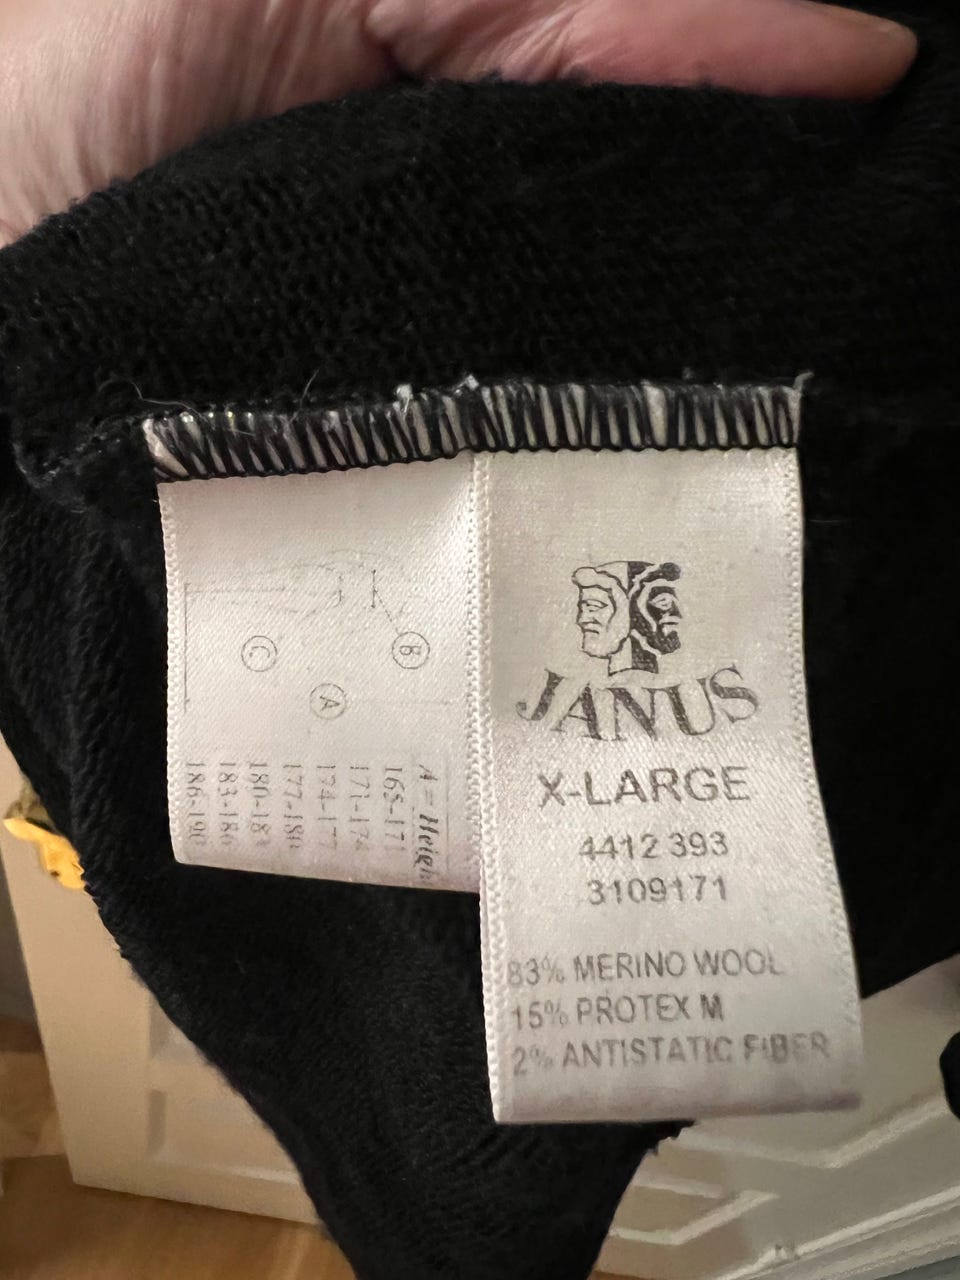 C
B
A
A = Heigh
165-171
171-174
174-177
177-180
180-183
183-186
186-190
JANUS
X-LARGE
4412 393
3109171
83% MERINO WOOL
15% PROTEX M
2% ANTISTATIC FIBER